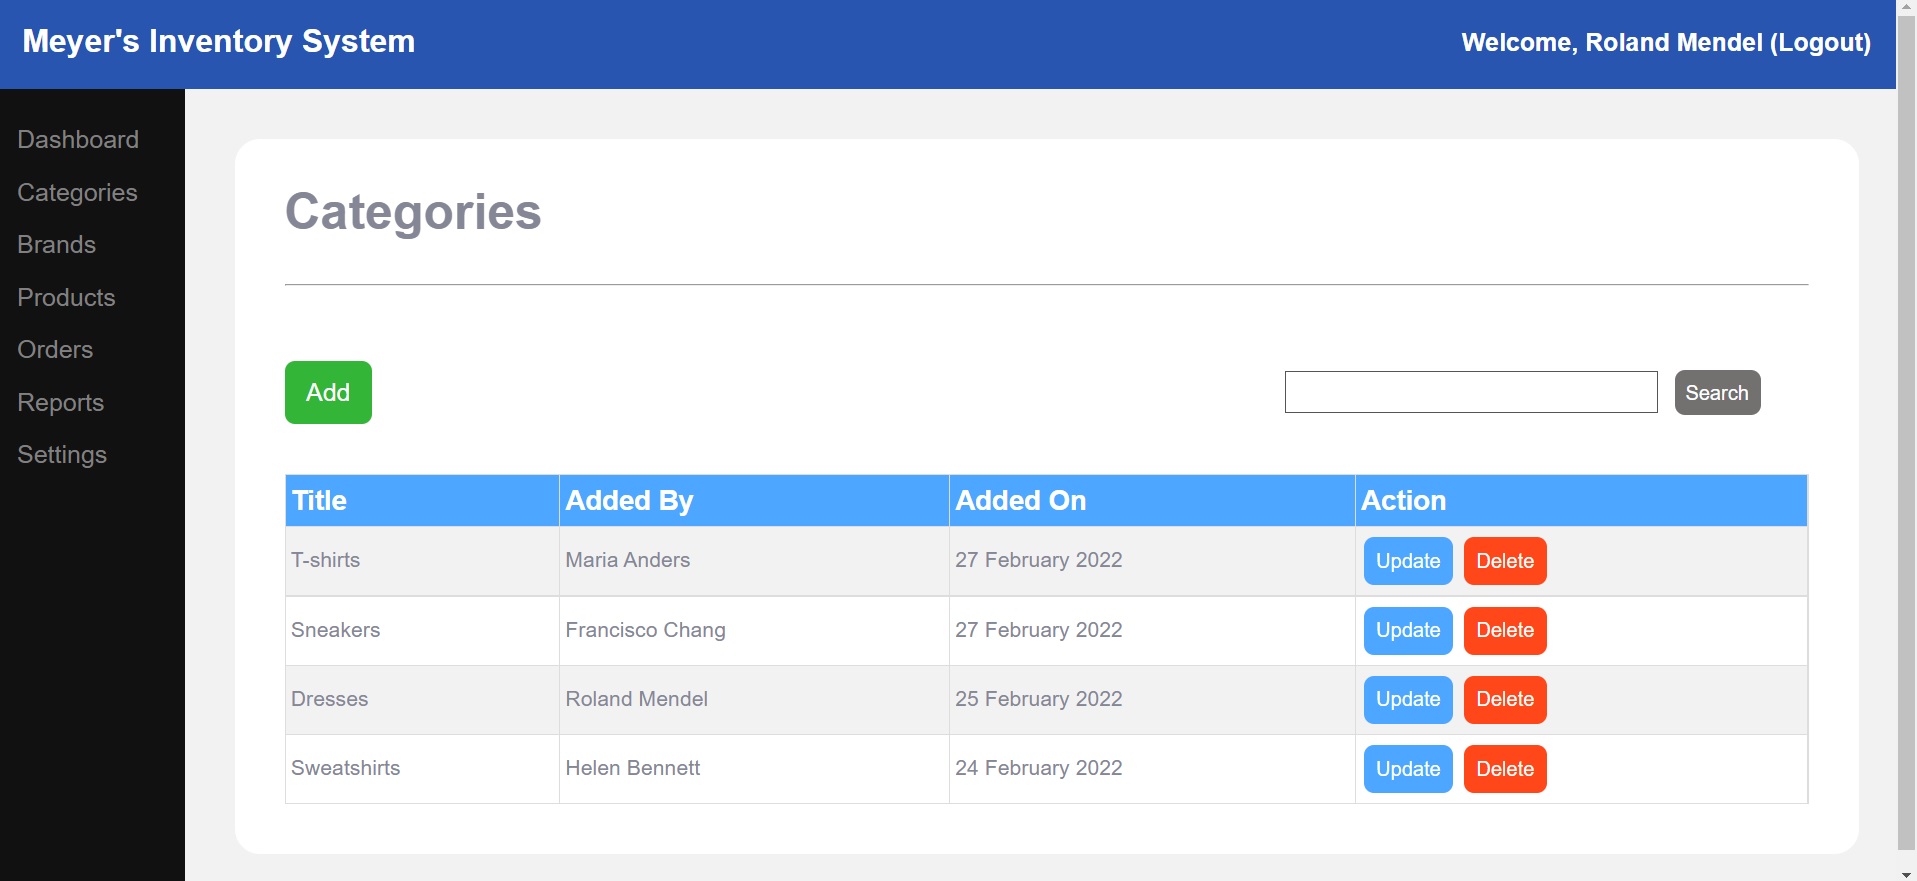 Meyer's Inventory System
Welcome, Roland Mendel (Logout)
Dashboard
Categories
Brands
Products
Orders
Reports
Settings
Categories
Add
Search
Title Added By Added On Action
T-shirts Maria Anders 27 February 2022 Update Delete
Sneakers Francisco Chang 27 February 2022 Update Delete
Dresses Roland Mendel 25 February 2022 Update Delete
Sweatshirts Helen Bennett 24 February 2022 Update Delete